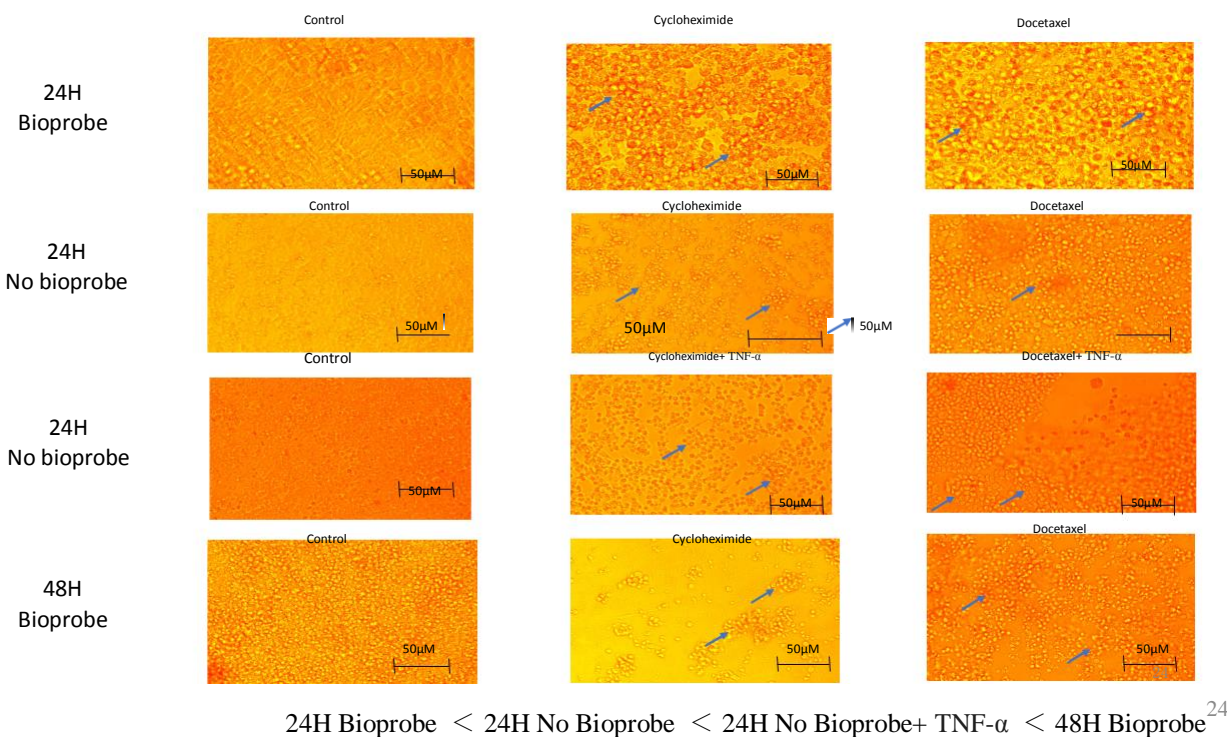 Control
Cycloheximide
Docetaxel
24H
Bioprobe
50µM
50µM
50µM
Control
Cycloheximide
Docetaxel
24H
No bioprobe
50µM
50µM
50µM
Control
Cycloheximide+ TNF-α
Docetaxel+ TNF-α
24H
No bioprobe
50µM
50µM
50µM
Control
Cycloheximide
Docetaxel
48H
Bioprobe
50µM
50µM
50µM
24H Bioprobe < 24H No Bioprobe < 24H No Bioprobe+ TNF-α < 48H Bioprobe
24